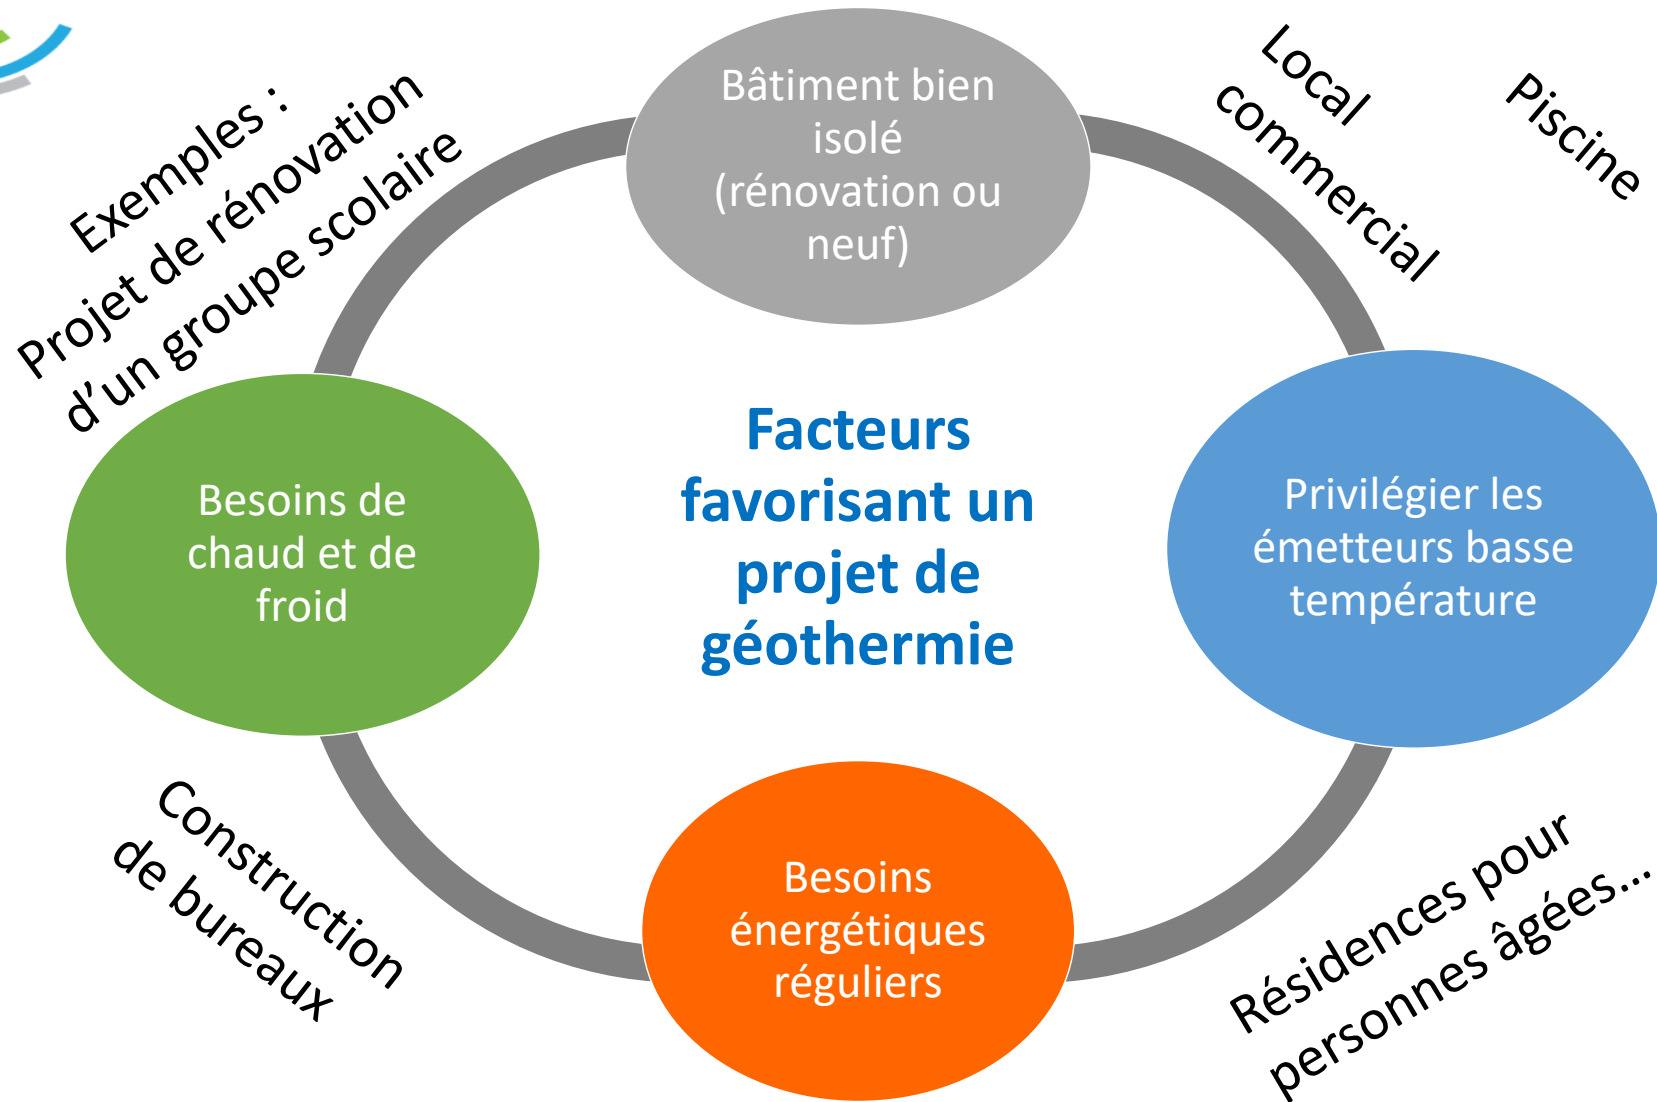 Exemples :
Projet de rénovation
d’un groupe scolaire
Bâtiment bien
isolé
(rénovation ou
neuf)
Local
commercial
Piscine
Besoins de
chaud et de
froid
Facteurs
favorisant un
projet de
géothermie
Privilégier les
émetteurs basse
température
Construction
de bureaux
Besoins
énergétiques
réguliers
Résidences pour
personnes âgées...